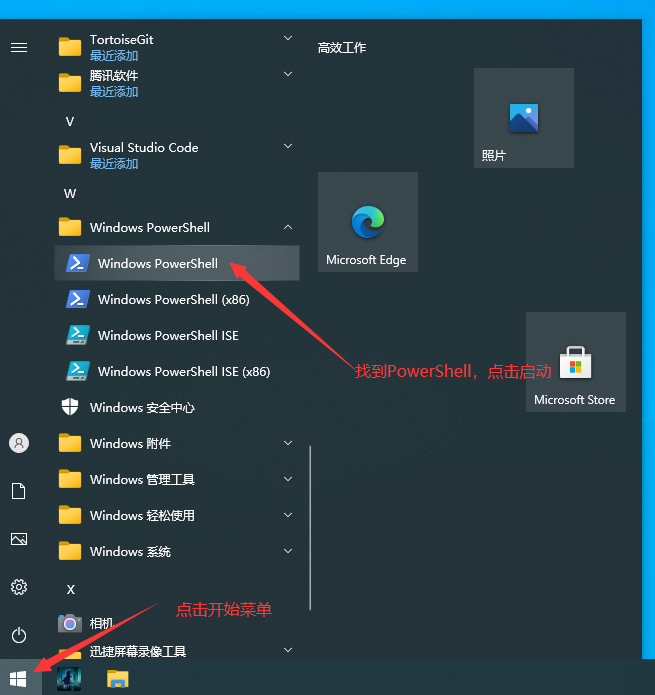 TortoiseGit
最近添加
腾讯软件
最近添加
V
Visual Studio Code
最近添加
W
Windows PowerShell
Windows PowerShell
Windows PowerShell (x86)
Windows PowerShell ISE
Windows PowerShell ISE (x86)
Windows 安全中心
Windows 附件
Windows 管理工具
Windows 轻松使用
Windows 系统
X
相机
迅捷屏幕录像工具
高效工作
照片
Microsoft Edge
Microsoft Store
找到PowerShell，点击启动
点击开始菜单